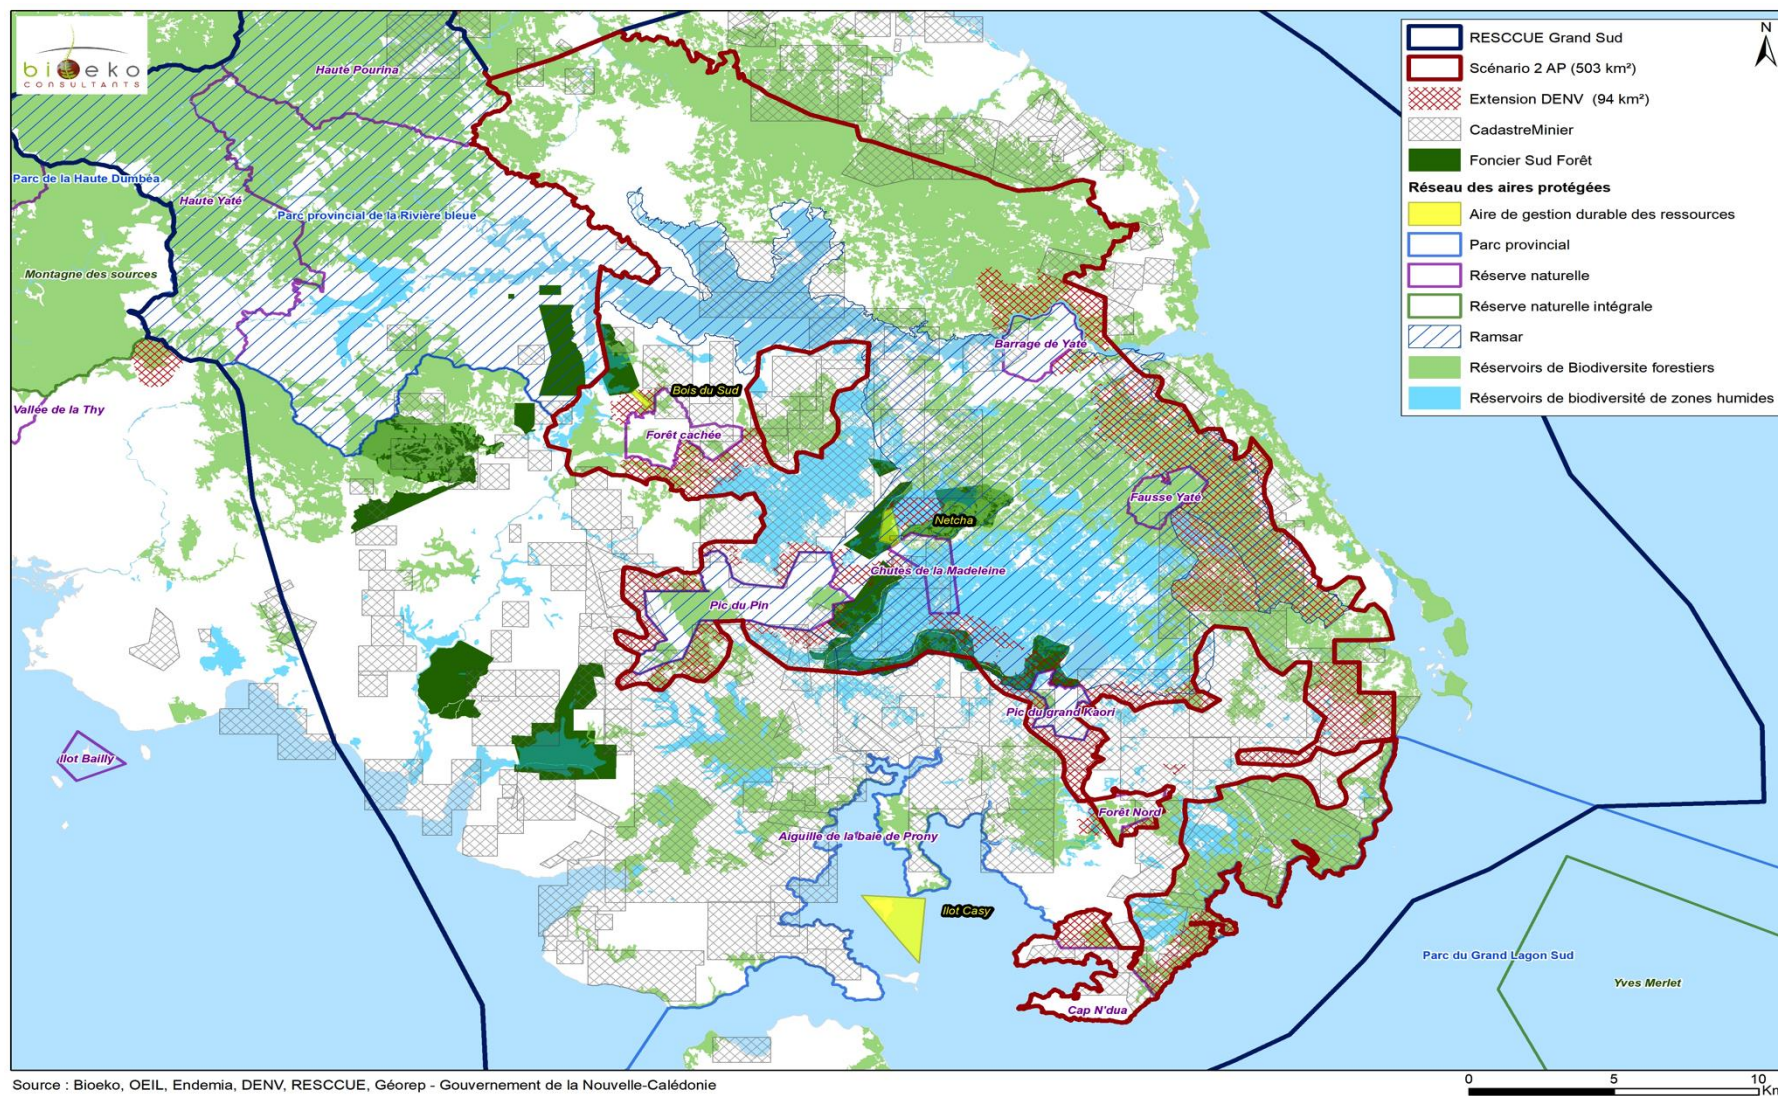 bioeko
CONSULTANTS
Haute Pourina
Parc de la Haute Dumbéa
Haute Yaté
Parc provincial de la Rivière bleue
Montagne des sources
Vallée de la Thy
Barrage de Yaté
Bois du Sud
Forêt cachée
Fausse Yaté
Netcha
Chutes de la Madeleine
Pic du Pin
Pic du grand Kaori
Ilot Bailly
Forêt Nord
Aiguille de la baie de Prony
Ilot Casy
Cap N'dua
Parc du Grand Lagon Sud
Yves Merlet
N
RESCCUE Grand Sud
Scénario 2 AP (503 km²)
Extension DENV (94 km²)
CadastreMinier
Foncier Sud Forêt
Réseau des aires protégées
Aire de gestion durable des ressources
Parc provincial
Réserve naturelle
Réserve naturelle intégrale
Ramsar
Réservoirs de Biodiversite forestiers
Réservoirs de biodiversité de zones humides
Source : Bioeko, OEIL, Endemia, DENV, RESCCUE, Géorep - Gouvernement de la Nouvelle-Calédonie
0 5 10
Km